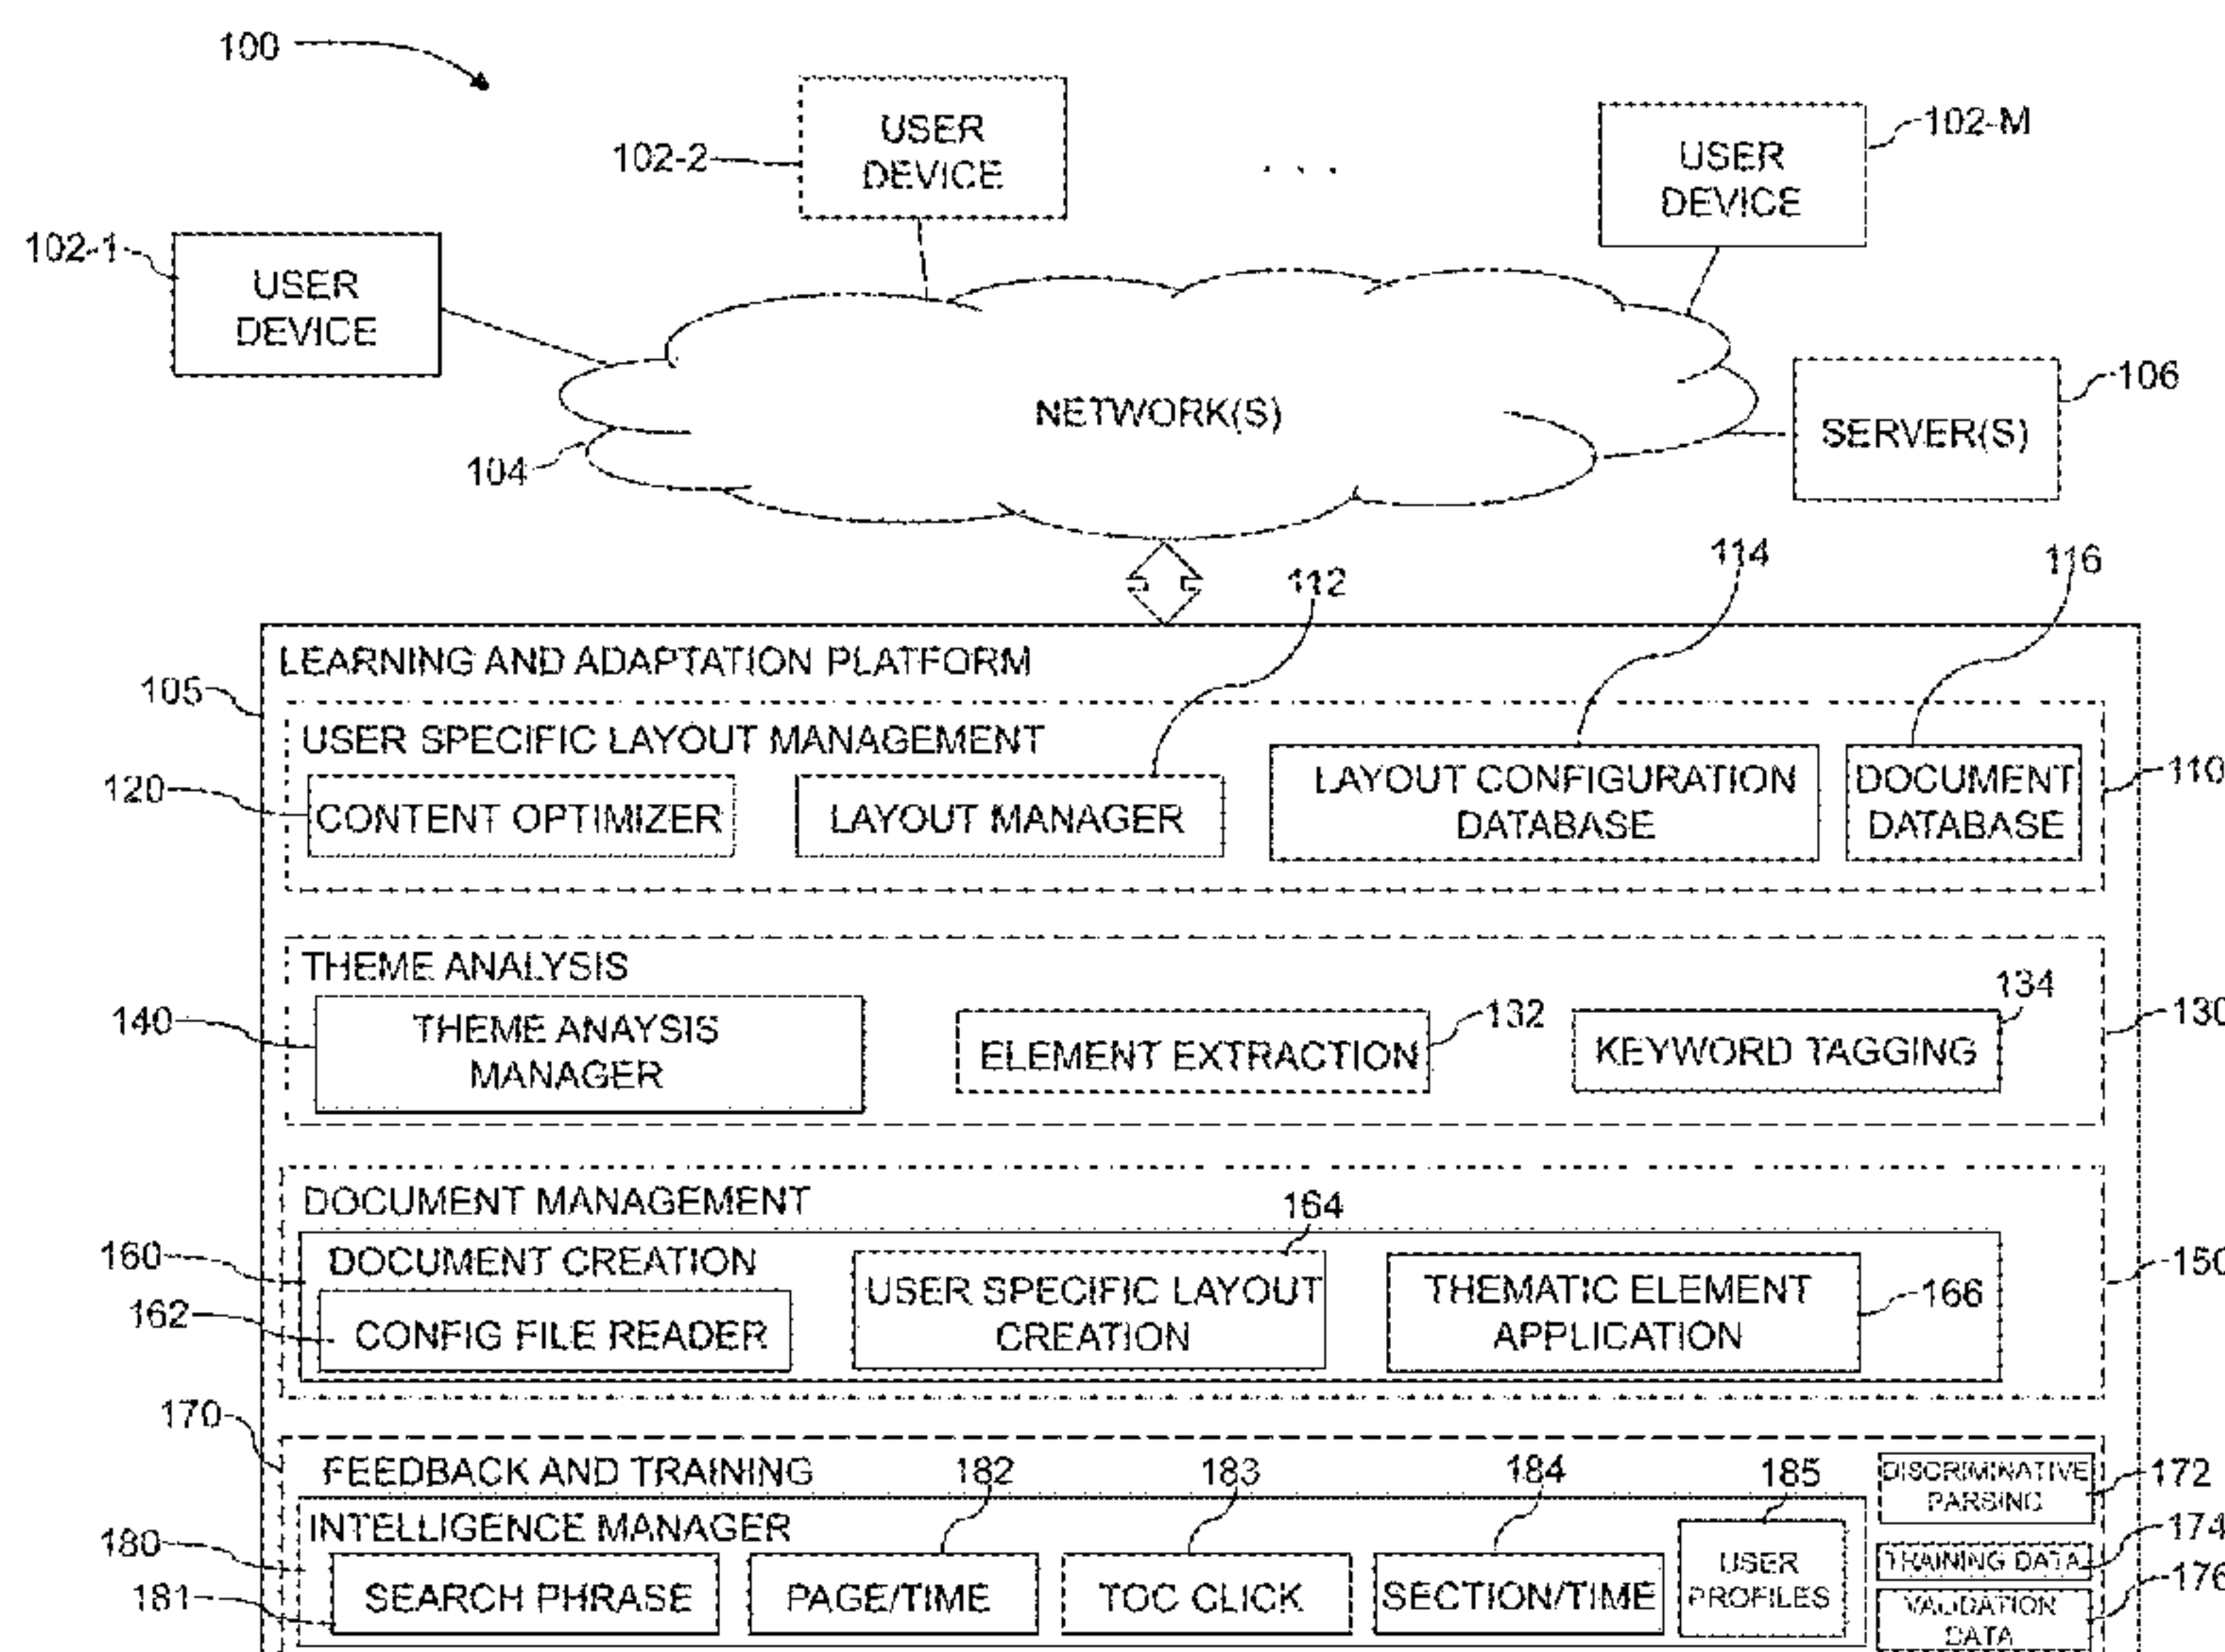 100
102-2
USER
DEVICE
. . .
USER
DEVICE
102-M
102-1
USER
DEVICE
NETWORK(S)
104
SERVER(S)
106
112
114
116
LEARNING AND ADAPTATION PLATFORM
105
USER SPECIFIC LAYOUT MANAGEMENT
110
120
CONTENT OPTIMIZER
LAYOUT MANAGER
LAYOUT CONFIGURATION
DATABASE
DOCUMENT
DATABASE
THEME ANALYSIS
130
140
THEME ANAYSIS
MANAGER
ELEMENT EXTRACTION
132
KEYWORD TAGGING
134
DOCUMENT MANAGEMENT
150
160
DOCUMENT CREATION
162
CONFIG FILE READER
164
USER SPECIFIC LAYOUT
CREATION
THEMATIC ELEMENT
APPLICATION
166
170
FEEDBACK AND TRAINING
182
183
184
185
180
INTELLIGENCE MANAGER
181
SEARCH PHRASE
PAGE/TIME
TOC CLICK
SECTION/TIME
USER
PROFILES
DISCRIMINATIVE
PARSING
172
TRAINING DATA
174
VALIDATION
DATA
176